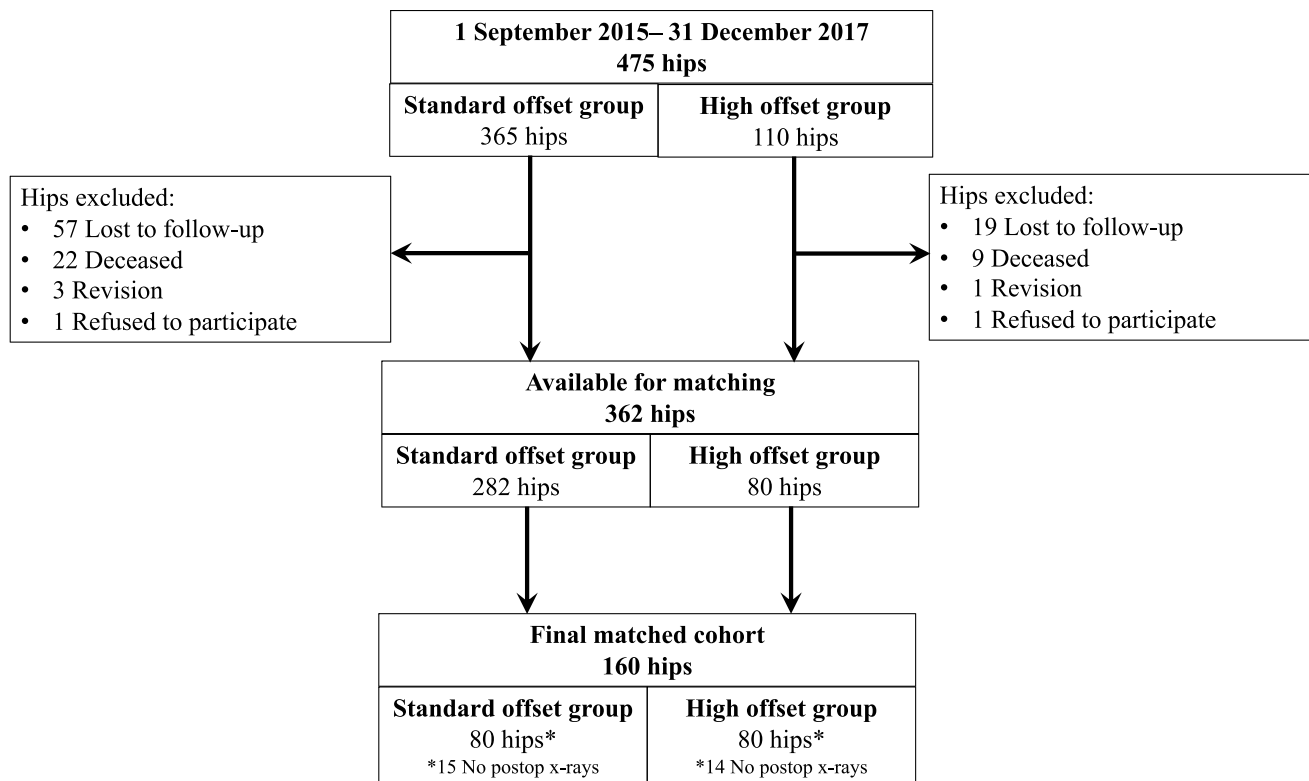 1 September 2015– 31 December 2017
475 hips
Standard offset group
365 hips
High offset group
110 hips
Hips excluded:
• 57 Lost to follow-up
• 22 Deceased
• 3 Revision
• 1 Refused to participate
Hips excluded:
• 19 Lost to follow-up
• 9 Deceased
• 1 Revision
• 1 Refused to participate
Available for matching
362 hips
Standard offset group
282 hips
High offset group
80 hips
Final matched cohort
160 hips
Standard offset group
80 hips*
*15 No postop x-rays
High offset group
80 hips*
*14 No postop x-rays